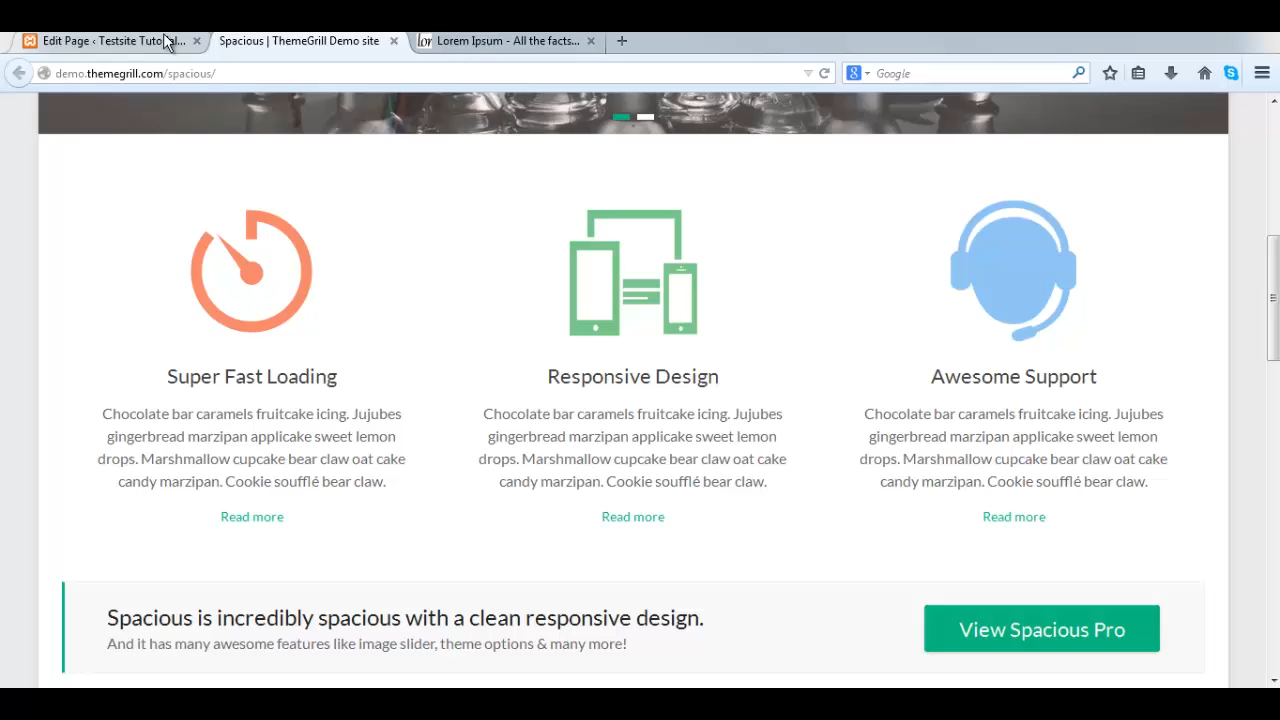 Edit Page ‹ Testsite Tutorial...
Spacious | ThemeGrill Demo site
lor
Lorem Ipsum - All the facts...
demo.themegrill.com/spacious/
Google
Super Fast Loading
Chocolate bar caramels fruitcake icing. Jujubes
gingerbread marzipan applicake sweet lemon
drops. Marshmallow cupcake bear claw oat cake
candy marzipan. Cookie soufflé bear claw.
Read more
Responsive Design
Chocolate bar caramels fruitcake icing. Jujubes
gingerbread marzipan applicake sweet lemon
drops. Marshmallow cupcake bear claw oat cake
candy marzipan. Cookie soufflé bear claw.
Read more
Awesome Support
Chocolate bar caramels fruitcake icing. Jujubes
gingerbread marzipan applicake sweet lemon
drops. Marshmallow cupcake bear claw oat cake
candy marzipan. Cookie soufflé bear claw.
Read more
Spacious is incredibly spacious with a clean responsive design.
And it has many awesome features like image slider, theme options & many more!
View Spacious Pro